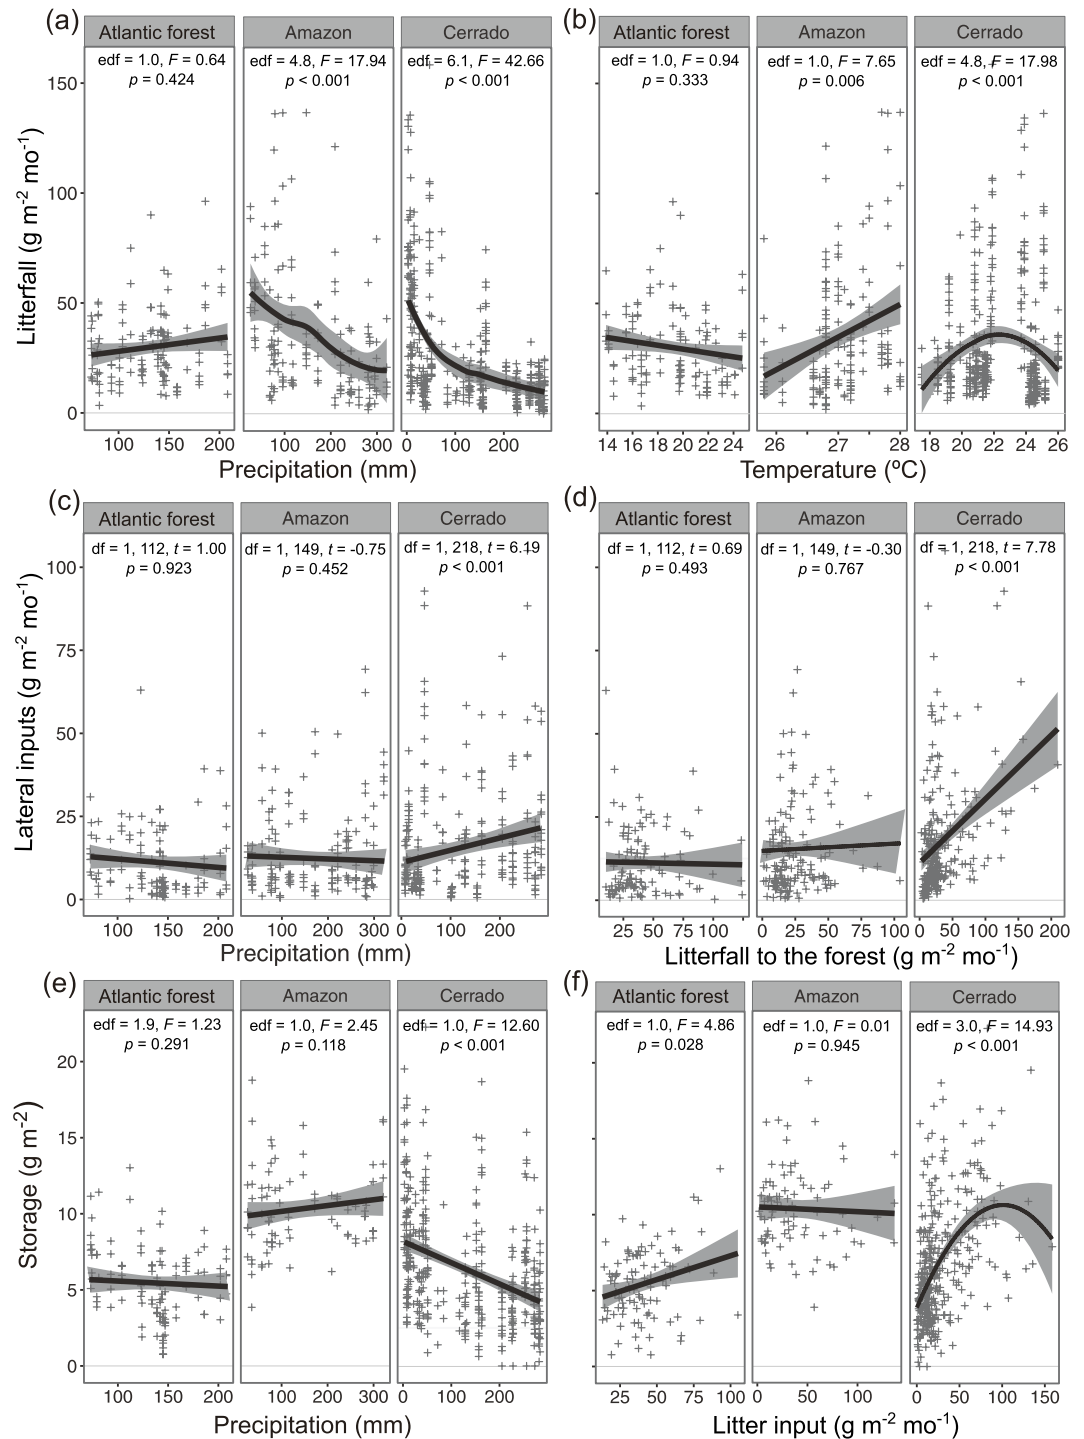 (a)
Atlantic forest
Amazon
Cerrado
edf = 1.0, F = 0.64
p = 0.424
edf = 4.8, F = 17.94
p < 0.001
edf = 6.1, F = 42.66
p < 0.001
Litterfall (g m-2 mo-1)
150
100
50
0
100 150 200
100 200 300
0 100 200
Precipitation (mm)
(b)
Atlantic forest
Amazon
Cerrado
edf = 1.0, F = 0.94
p = 0.333
edf = 1.0, F = 7.65
p = 0.006
edf = 4.8, F = 17.98
p < 0.001
14 16 18 20 22 24
26 27 28
18 20 22 24 26
Temperature (ºC)
(c)
Atlantic forest
Amazon
Cerrado
df = 1, 112, t = 1.00
p = 0.923
df = 1, 149, t = -0.75
p = 0.452
df = 1, 218, t = 6.19
p < 0.001
Lateral inputs (g m-2 mo-1)
100
75
50
25
0
100 150 200
100 200 300
0 100 200
Precipitation (mm)
(d)
Atlantic forest
Amazon
Cerrado
df = 1, 112, t = 0.69
p = 0.493
df = 1, 149, t = -0.30
p = 0.767
df = 1, 218, t = 7.78
p < 0.001
25 50 75 100
0 25 50 75 100
0 50 100 150 200
Litterfall to the forest (g m-2 mo-1)
(e)
Atlantic forest
Amazon
Cerrado
edf = 1.9, F = 1.23
p = 0.291
edf = 1.0, F = 2.45
p = 0.118
edf = 1.0, F = 12.60
p < 0.001
Storage (g m-2)
20
15
10
5
0
100 150 200
100 200 300
0 100 200
Precipitation (mm)
(f)
Atlantic forest
Amazon
Cerrado
edf = 1.0, F = 4.86
p = 0.028
edf = 1.0, F = 0.01
p = 0.945
edf = 3.0, F = 14.93
p < 0.001
25 50 75 100
0 50 100
0 50 100 150
Litter input (g m-2 mo-1)